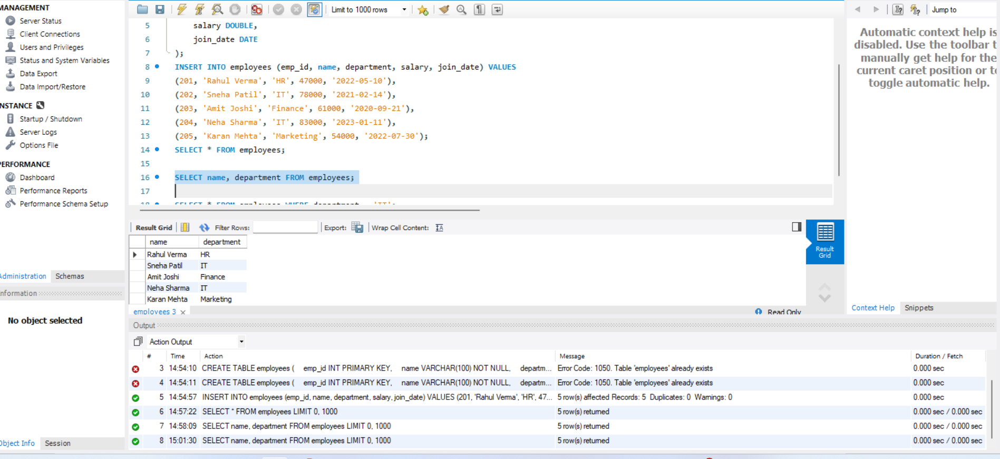 MANAGEMENT
Server Status
Client Connections
Users and Privileges
Status and System Variables
Data Export
Data Import/Restore
NSTANCE
Startup / Shutdown
Server Logs
Options File
PERFORMANCE
Dashboard
Performance Reports
Performance Schema Setup
Administration Schemas
nformation
No object selected
Object Info Session
Limit to 1000 rows
5 salary DOUBLE,
6 join_date DATE
7 );
8 INSERT INTO employees (emp_id, name, department, salary, join_date) VALUES
9 (201, 'Rahul Verma', 'HR', 47000, '2022-05-10'),
10 (202, 'Sneha Patil', 'IT', 78000, '2021-02-14'),
11 (203, 'Amit Joshi', 'Finance', 61000, '2020-09-21'),
12 (204, 'Neha Sharma', 'IT', 83000, '2023-01-11'),
13 (205, 'Karan Mehta', 'Marketing', 54000, '2022-07-30');
14 SELECT * FROM employees;
15
16 SELECT name, department FROM employees;
17
18 SELECT * FROM employees WHERE department = 'IT';
Result Grid Filter Rows: Export: Wrap Cell Content:
name department
Rahul Verma HR
Sneha Patil IT
Amit Joshi Finance
Neha Sharma IT
Karan Mehta Marketing
Result
Grid
employees 3 Read Only
Output
Action Output
# Time Action Message Duration / Fetch
3 14:54:10 CREATE TABLE employees ( emp_id INT PRIMARY KEY, name VARCHAR(100) NOT NULL, departm... Error Code: 1050. Table 'employees' already exists 0.000 sec
4 14:54:11 CREATE TABLE employees ( emp_id INT PRIMARY KEY, name VARCHAR(100) NOT NULL, departm... Error Code: 1050. Table 'employees' already exists 0.000 sec
5 14:54:57 INSERT INTO employees (emp_id, name, department, salary, join_date) VALUES (201, 'Rahul Verma', 'HR', 47... 5 row(s) affected Records: 5 Duplicates: 0 Warnings: 0 0.000 sec
6 14:57:22 SELECT * FROM employees LIMIT 0, 1000 5 row(s) returned 0.000 sec / 0.000 sec
7 14:58:09 SELECT name, department FROM employees LIMIT 0, 1000 5 row(s) returned 0.000 sec / 0.000 sec
8 15:01:30 SELECT name, department FROM employees LIMIT 0, 1000 5 row(s) returned 0.000 sec / 0.000 sec
Jump to
Automatic context help is
disabled. Use the toolbar t
manually get help for the
current caret position or to
toggle automatic help.
Context Help Snippets